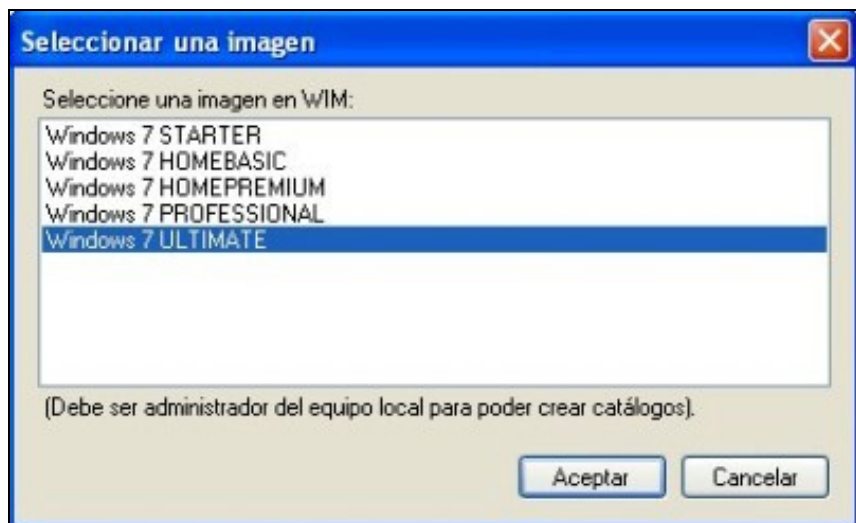 Seleccionar una imagen
Seleccione una imagen en WIM:
Windows 7 STARTER
Windows 7 HOMEBASIC
Windows 7 HOMEPREMIUM
Windows 7 PROFESSIONAL
Windows 7 ULTIMATE
(Debe ser administrador del equipo local para poder crear catálogos).
Aceptar Cancelar